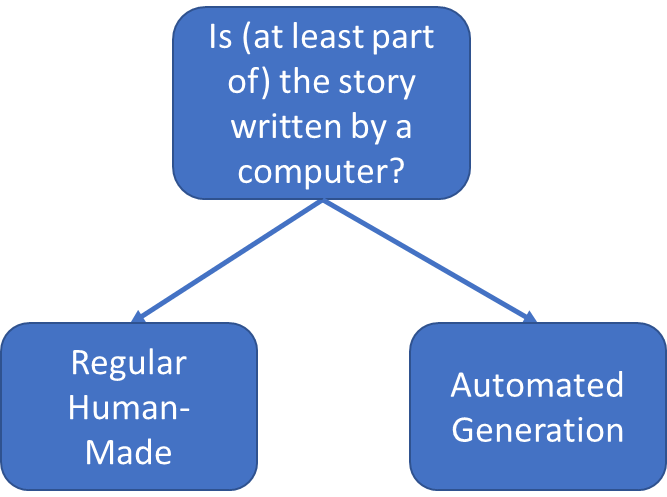 Is (at least part
of) the story
written by a
computer?
Regular
Human-
Made
Automated
Generation